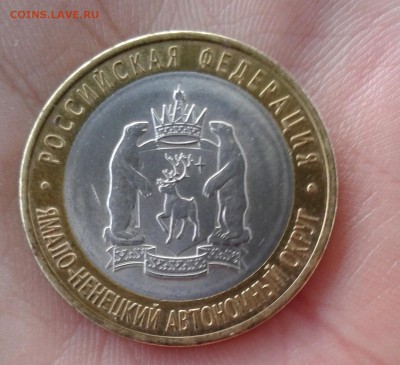 COINS.LAVE.RU
РОССИЙСКАЯ ФЕДЕРАЦИЯ
ЯМАЛО-НЕНЕЦКИЙ АВТОНОМНЫЙ ОКРУГ